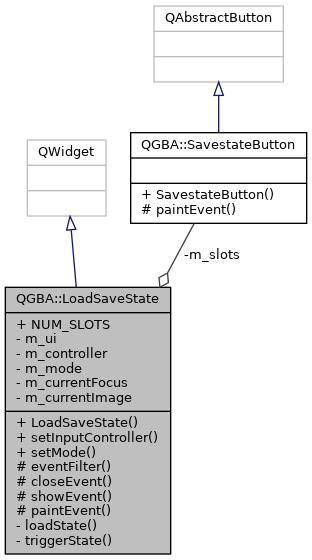 QAbstractButton
QWidget
QGBA::SavestateButton
+ SavestateButton()
# paintEvent()
-m_slots
QGBA::LoadSaveState
+ NUM_SLOTS
- m_ui
- m_controller
- m_mode
- m_currentFocus
- m_currentImage
+ LoadSaveState()
+ setInputController()
+ setMode()
# eventFilter()
# closeEvent()
# showEvent()
# paintEvent()
- loadState()
- triggerState()